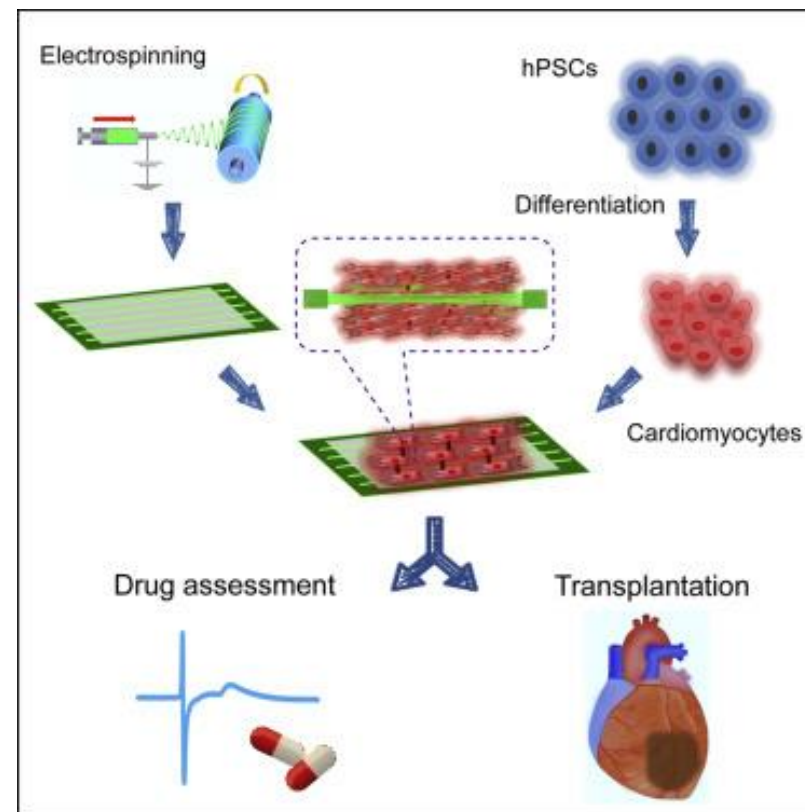 Electrospinning
hPSCs
Differentiation
Cardiomyocytes
Drug assessment
Transplantation